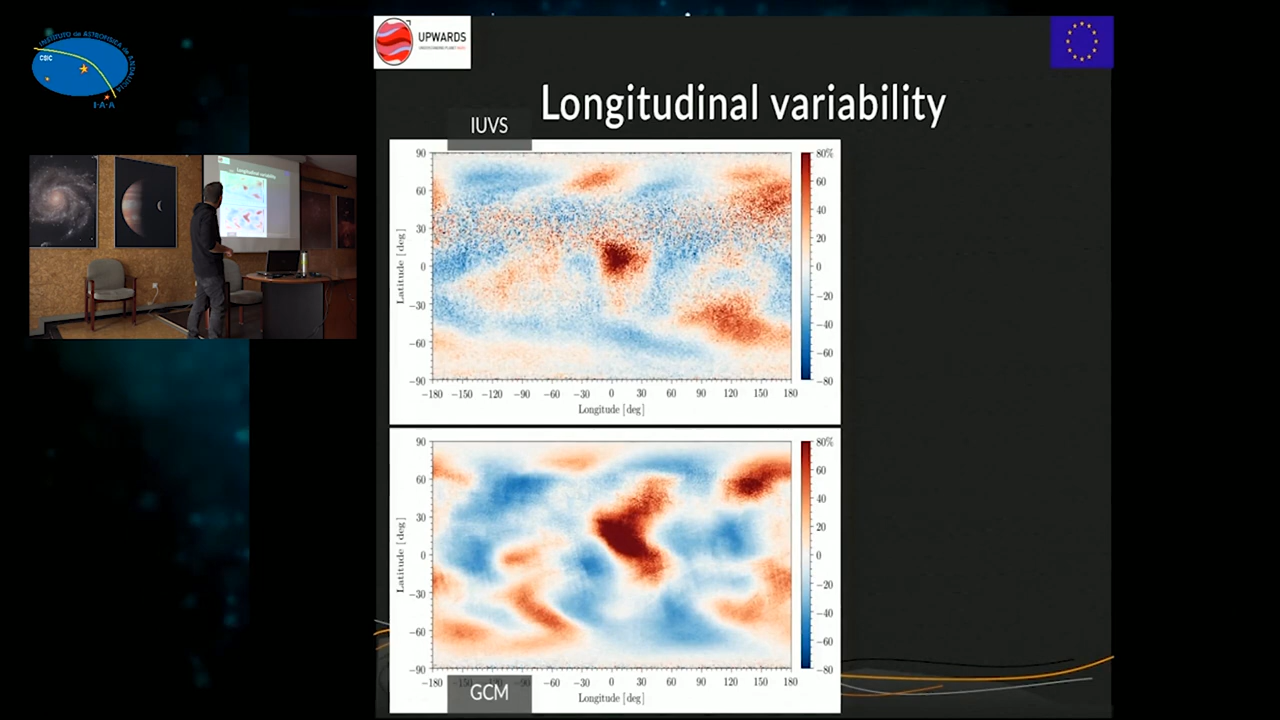 INSTITUTO de ASTROFISICA de ANDALUCIA
CSIC
I·A·A
UPWARDS
Longitudinal variability
IUVS
90
60
30
0
−30
−60
−90
Latitude [deg]
−180 −150 −120 −90 −60 −30 0 30 60 90 120 150 180
Longitude [deg]
80%
60
40
20
0
−20
−40
−60
−80
90
60
30
0
−30
−60
−90
Latitude [deg]
−180 −150 −120 −90 −60 −30 0 30 60 90 120 150 180
Longitude [deg]
80%
60
40
20
0
−20
−40
−60
−80
GCM